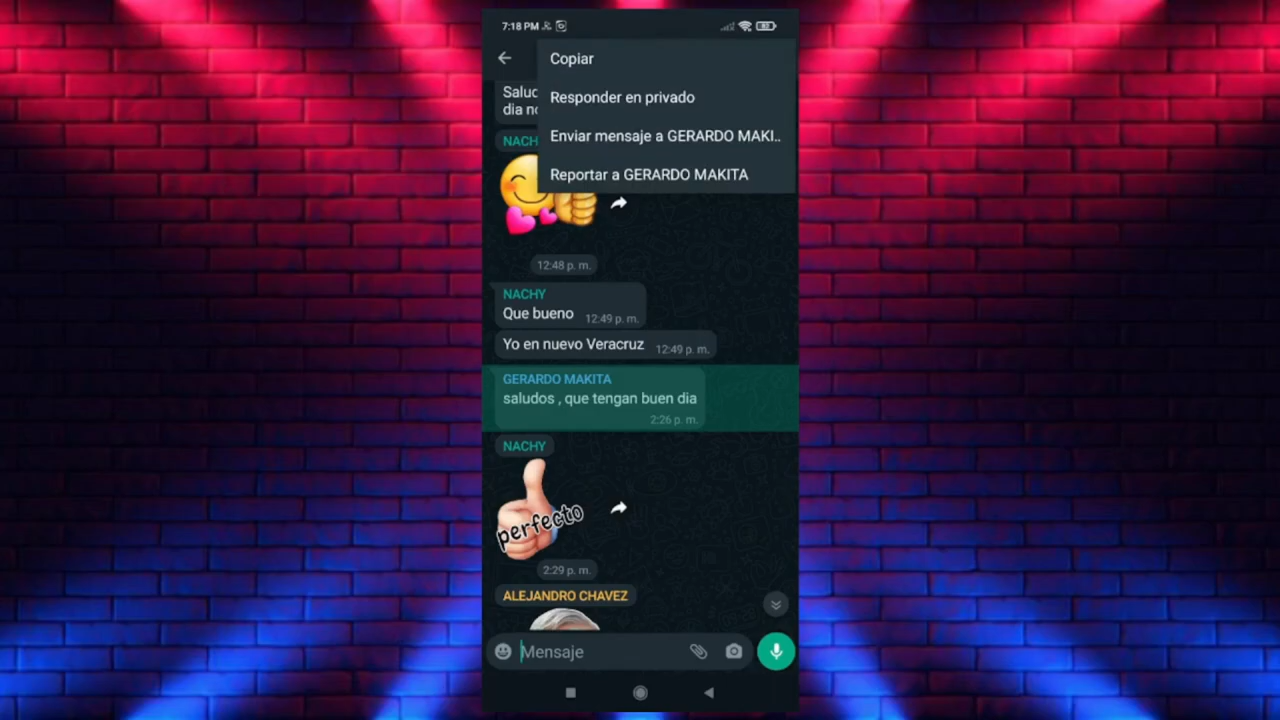 7:18 PM
Copiar
Salud
dia no
Responder en privado
Enviar mensaje a GERARDO MAKI..
NACH
Reportar a GERARDO MAKITA
12:48 p. m.
NACHY
Que bueno 12:49 p. m.
Yo en nuevo Veracruz 12:49 p. m.
GERARDO MAKITA
saludos , que tengan buen dia
2:26 p. m.
NACHY
perfecto
2:29 p. m.
ALEJANDRO CHAVEZ
Mensaje